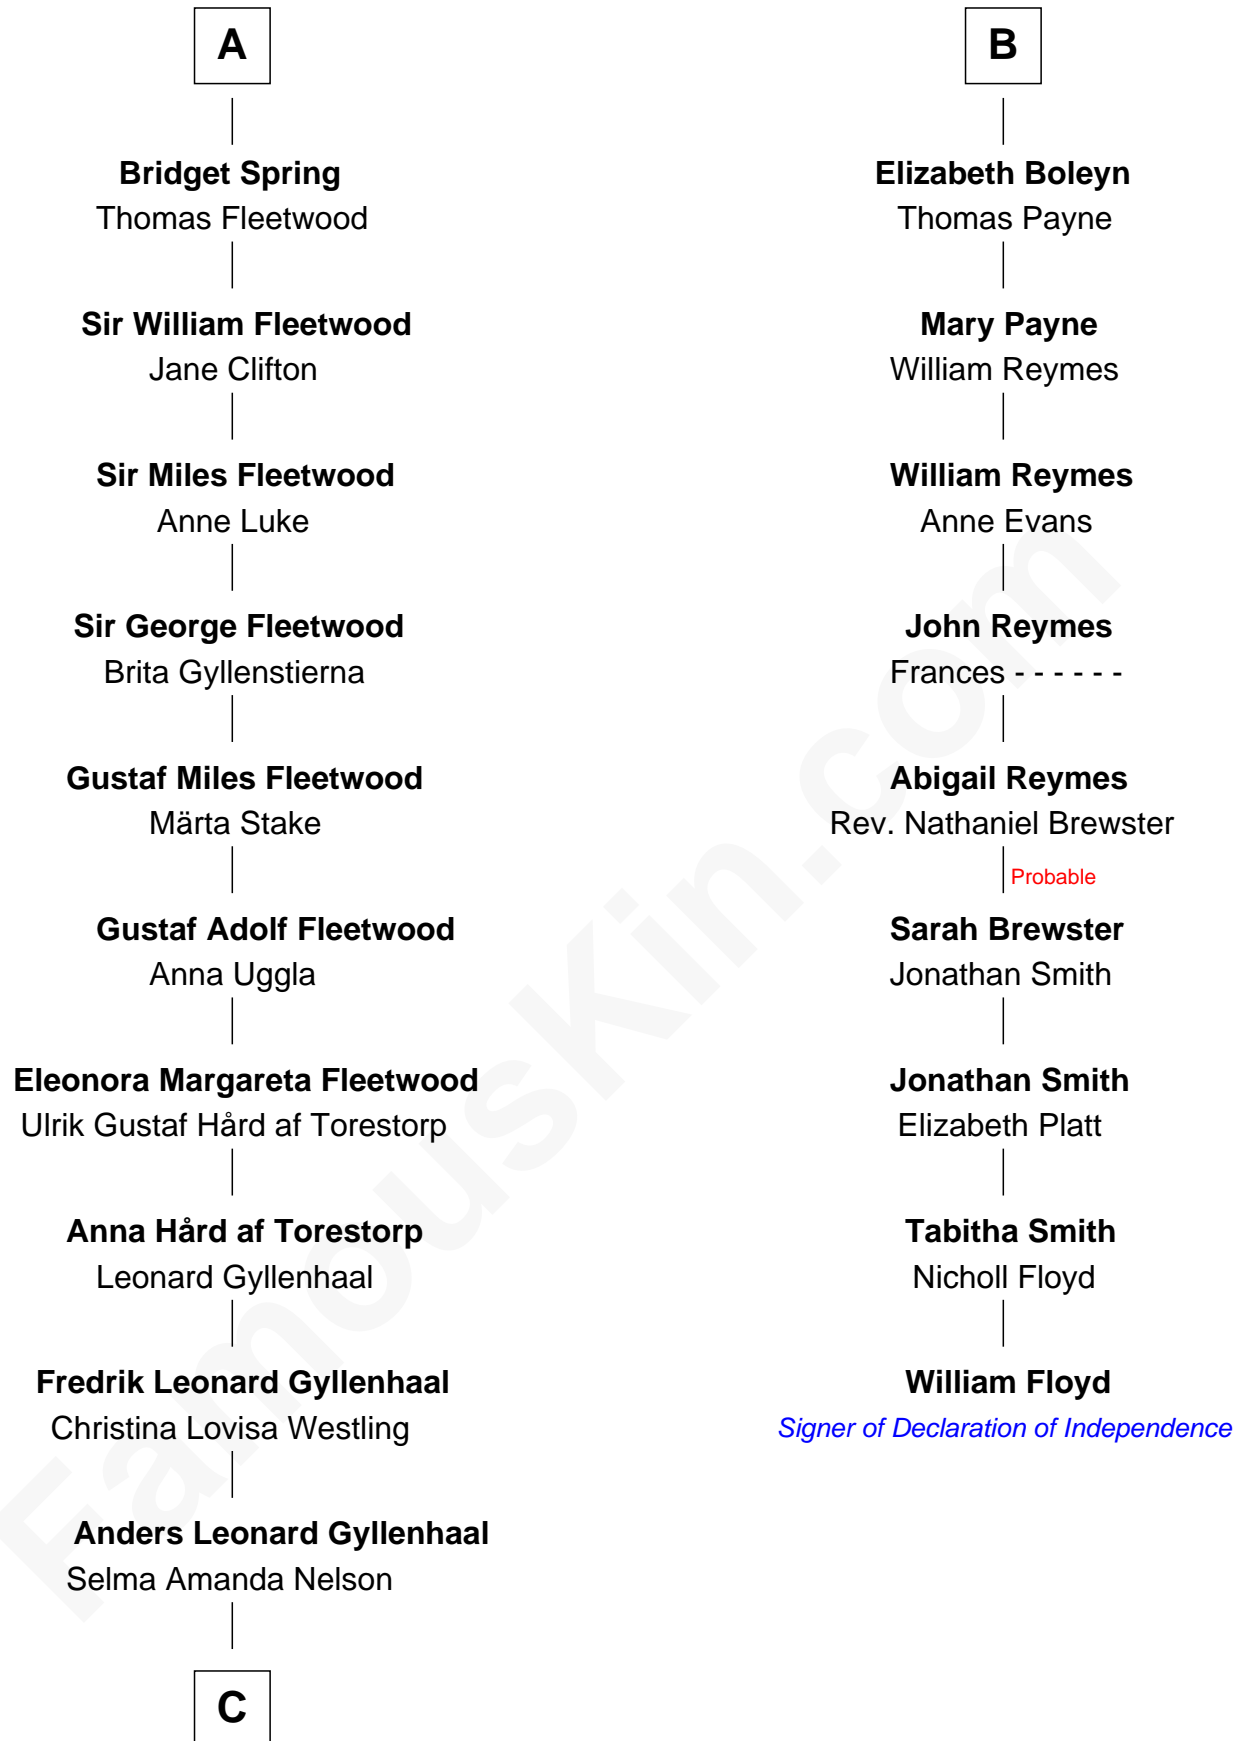 A
Bridget Spring
Thomas Fleetwood
Sir William Fleetwood
Jane Clifton
Sir Miles Fleetwood
Anne Luke
Sir George Fleetwood
Brita Gyllenstierna
Gustaf Miles Fleetwood
Märta Stake
Gustaf Adolf Fleetwood
Anna Uggla
Eleonora Margareta Fleetwood
Ulrik Gustaf Hård af Torestorp
Anna Hård af Torestorp
Leonard Gyllenhaal
Fredrik Leonard Gyllenhaal
Christina Lovisa Westling
Anders Leonard Gyllenhaal
Selma Amanda Nelson
C
B
Elizabeth Boleyn
Thomas Payne
Mary Payne
William Reymes
William Reymes
Anne Evans
John Reymes
Frances - - - - - -
Abigail Reymes
Rev. Nathaniel Brewster
Probable
Sarah Brewster
Jonathan Smith
Jonathan Smith
Elizabeth Platt
Tabitha Smith
Nicholl Floyd
William Floyd
Signer of Declaration of Independence
FamousKin.com